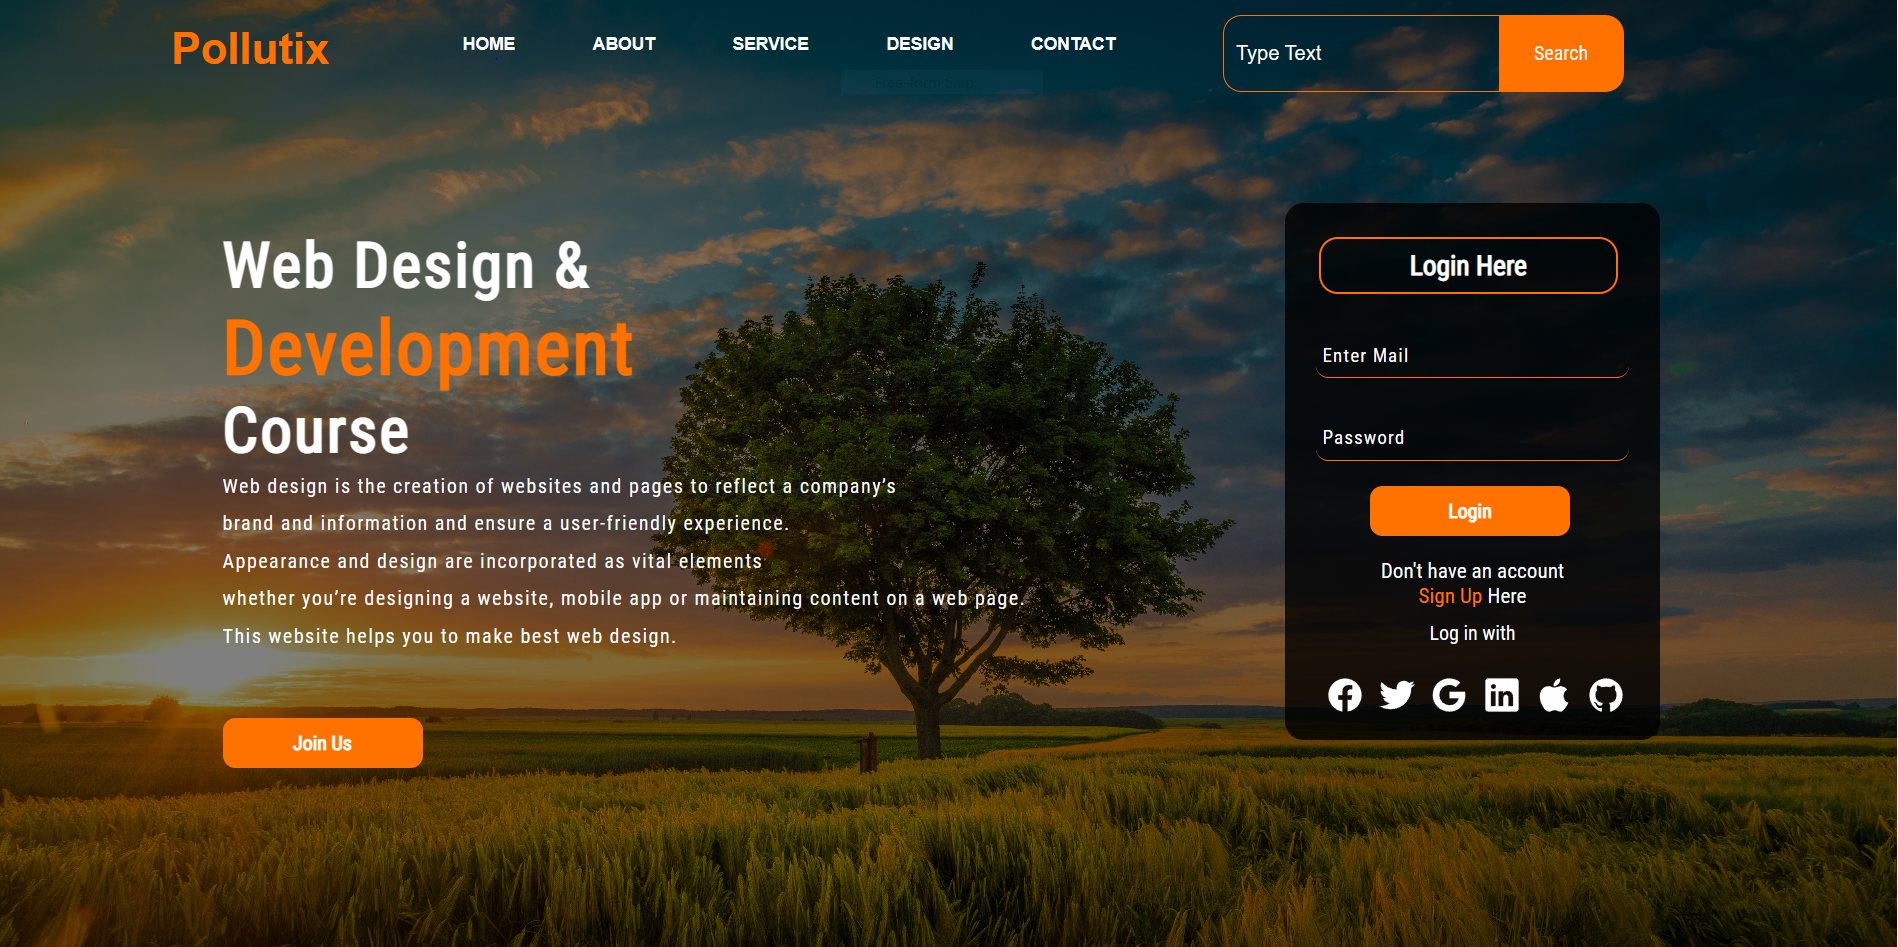 Pollutix
HOME ABOUT SERVICE DESIGN CONTACT
Type Text Search
Free-form Snip
Web Design &
Development
Course
Web design is the creation of websites and pages to reflect a company’s
brand and information and ensure a user-friendly experience.
Appearance and design are incorporated as vital elements
whether you’re designing a website, mobile app or maintaining content on a web page.
This website helps you to make best web design.
Join Us
Login Here
Enter Mail
Password
Login
Don't have an account
Sign Up Here
Log in with